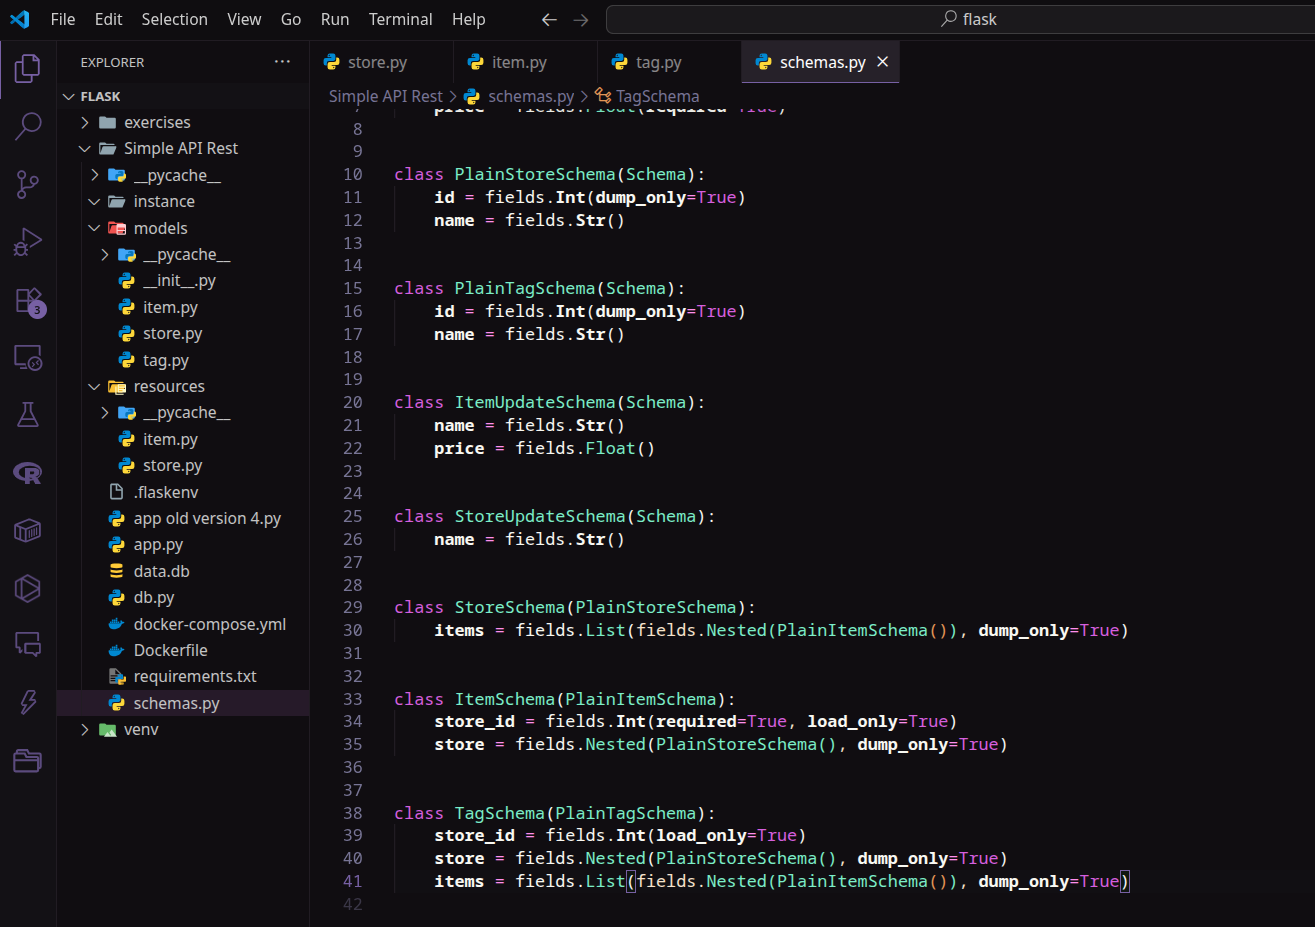 File Edit Selection View Go Run Terminal Help
flask
EXPLORER
store.py
item.py
tag.py
schemas.py
FLASK
exercises
Simple API Rest
__pycache__
instance
models
__pycache__
__init__.py
item.py
store.py
tag.py
resources
__pycache__
item.py
store.py
.flaskenv
app old version 4.py
app.py
data.db
db.py
docker-compose.yml
Dockerfile
requirements.txt
schemas.py
venv
3
Simple API Rest > schemas.py > TagSchema
7 price = fields.Float(required=True)
8
9
10 class PlainStoreSchema(Schema):
11 id = fields.Int(dump_only=True)
12 name = fields.Str()
13
14
15 class PlainTagSchema(Schema):
16 id = fields.Int(dump_only=True)
17 name = fields.Str()
18
19
20 class ItemUpdateSchema(Schema):
21 name = fields.Str()
22 price = fields.Float()
23
24
25 class StoreUpdateSchema(Schema):
26 name = fields.Str()
27
28
29 class StoreSchema(PlainStoreSchema):
30 items = fields.List(fields.Nested(PlainItemSchema()), dump_only=True)
31
32
33 class ItemSchema(PlainItemSchema):
34 store_id = fields.Int(required=True, load_only=True)
35 store = fields.Nested(PlainStoreSchema(), dump_only=True)
36
37
38 class TagSchema(PlainTagSchema):
39 store_id = fields.Int(load_only=True)
40 store = fields.Nested(PlainStoreSchema(), dump_only=True)
41 items = fields.List(fields.Nested(PlainItemSchema()), dump_only=True)
42